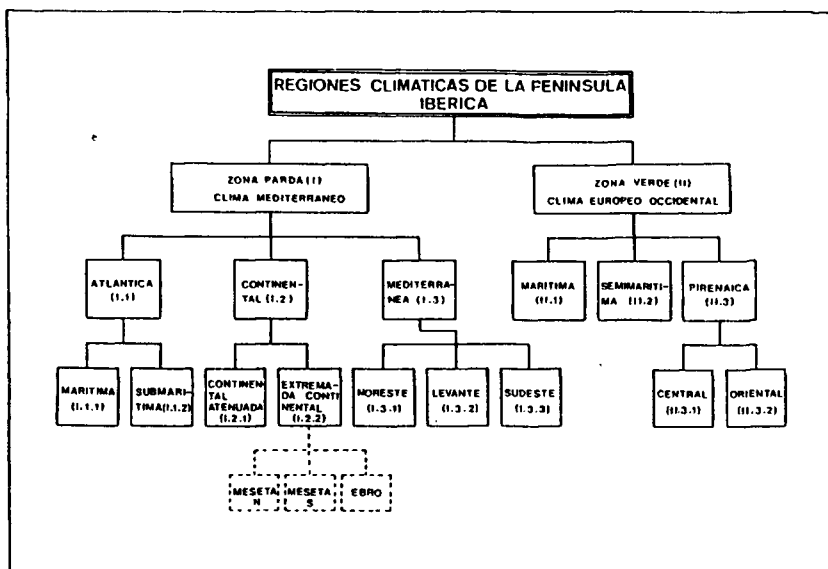 REGIONES CLIMATICAS DE LA PENINSULA
IBERICA
ZONA PARDA (I)
CLIMA MEDITERRANEO
ZONA VERDE (II)
CLIMA EUROPEO OCCIDENTAL
ATLANTICA
(I.1)
CONTINEN-
TAL (I.2)
MEDITERRA-
NEA (I.3)
MARITIMA
(II.1)
SEMIMARITI-
MA (II.2)
PIRENAICA
(II.3)
MARITIMA
(I.1.1)
SUBMARI-
TIMA(I.1.2)
CONTINEN-
TAL
ATENUADA
(I.2.1)
EXTREMA-
DA CONTI
NENTAL
(I.2.2)
NORESTE
(I.3.1)
LEVANTE
(I.3.2)
SUDESTE
(I.3.3)
CENTRAL
(II.3.1)
ORIENTAL
(II.3.2)
MESETA
N
MESETA
S
EBRO